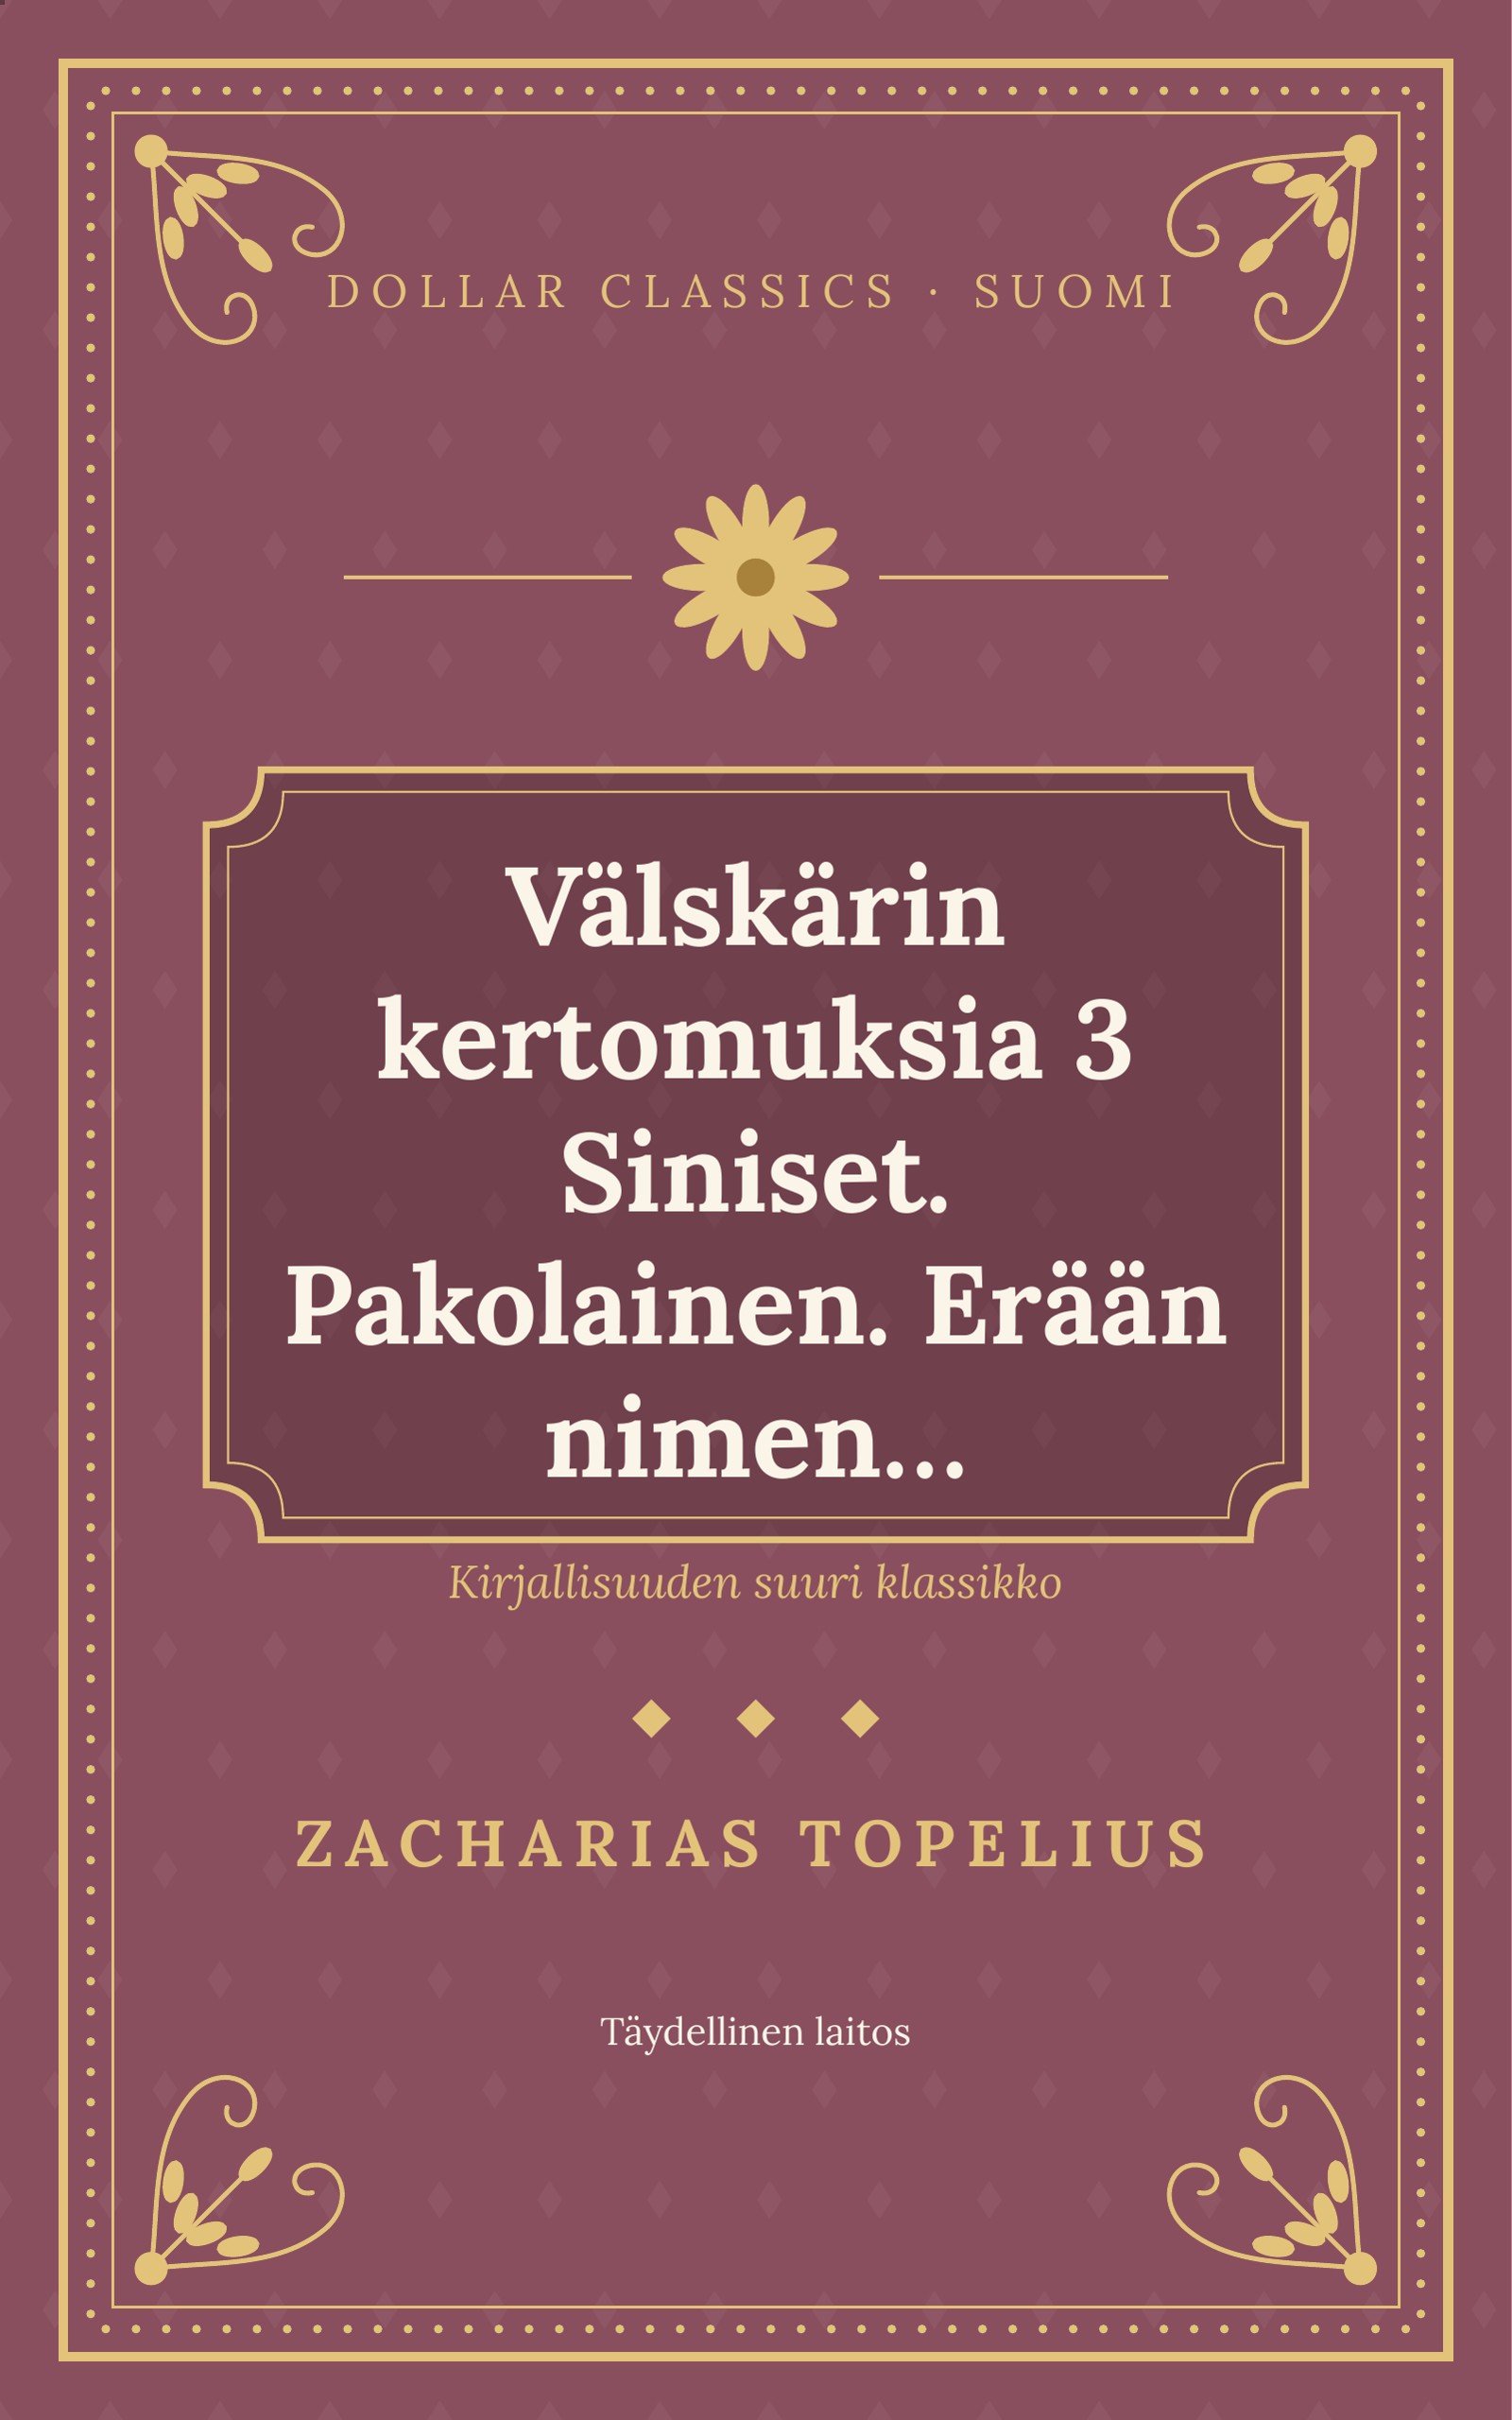 DOLLAR CLASSICS · SUOMI
Välskärin
kertomuksia 3
Siniset.
Pakolainen. Erään
nimen...
Kirjallisuuden suuri klassikko
ZACHARIAS TOPELIUS
Täydellinen laitos